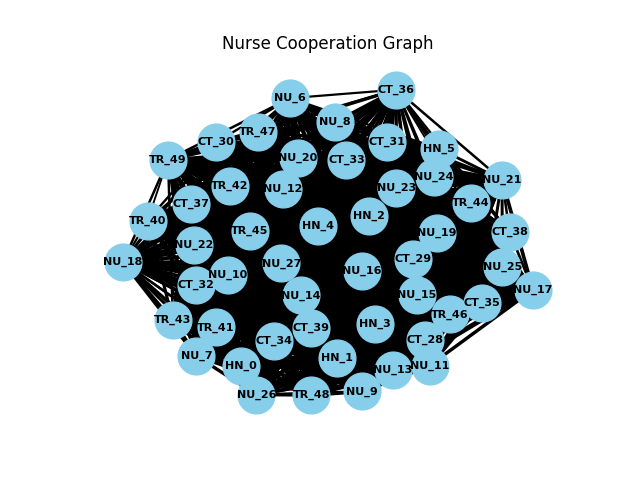 Nurse Cooperation Graph
CT_36
NU_6
NU_8
TR_47
CT_30
CT_31
HN_5
TR_49
NU_20
CT_33
NU_24
NU_21
TR_42
NU_12
NU_23
CT_37
TR_44
TR_40
HN_2
HN_4
TR_45
NU_19
CT_38
NU_22
NU_18
NU_27
CT_29
NU_25
NU_10
NU_16
CT_32
NU_17
NU_14
NU_15
CT_35
TR_46
TR_43
HN_3
TR_41
CT_39
CT_34
CT_28
NU_7
HN_1
HN_0
NU_11
NU_13
NU_9
NU_26
TR_48